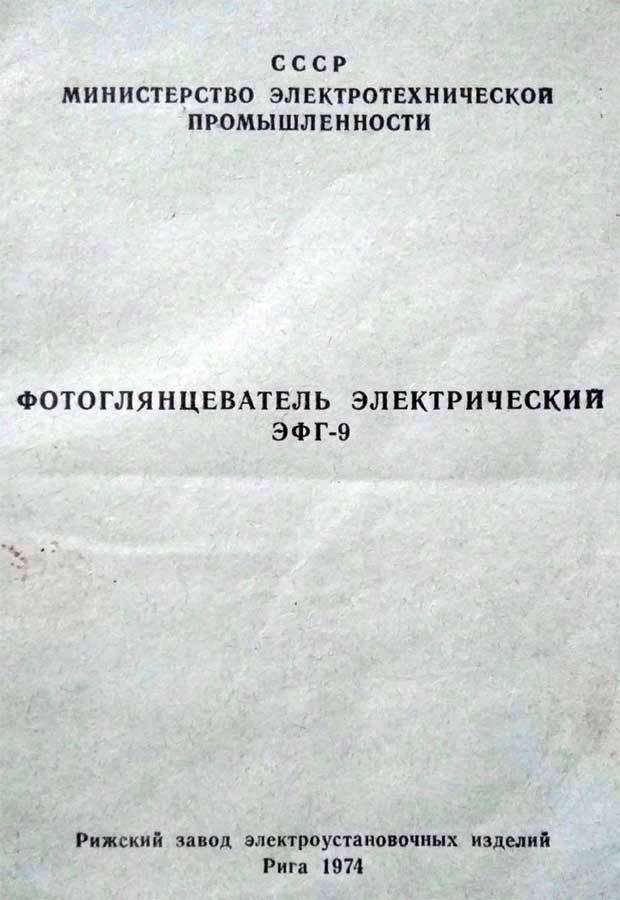 СССР
МИНИСТЕРСТВО ЭЛЕКТРОТЕХНИЧЕСКОЙ
ПРОМЫШЛЕННОСТИ
ФОТОГЛЯНЦЕВАТЕЛЬ ЭЛЕКТРИЧЕСКИЙ
ЭФГ-9
Рижский завод электроустановочных изделий
Рига 1974